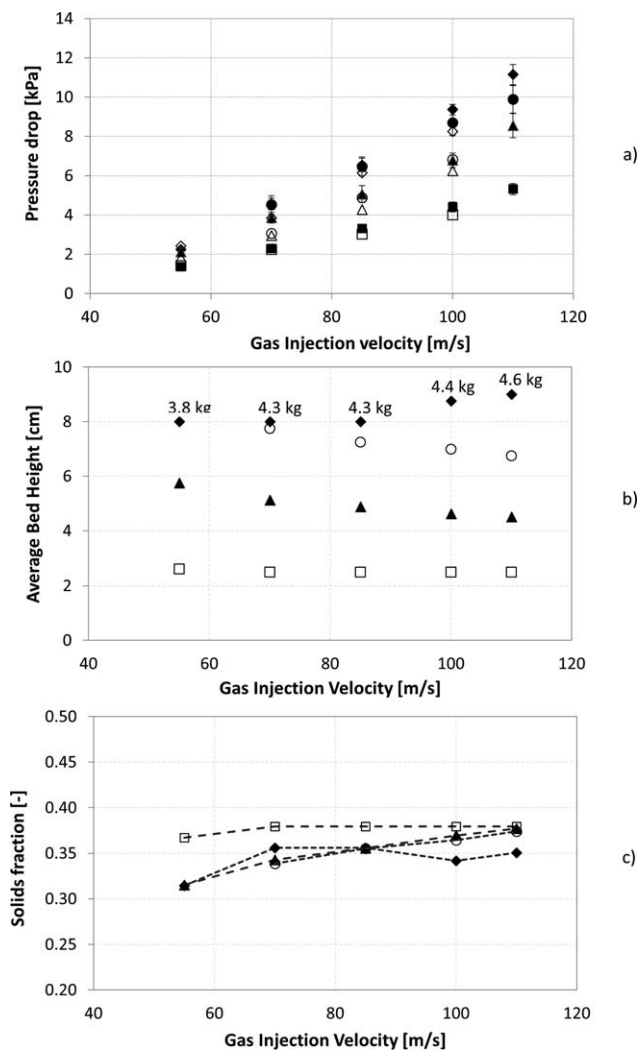 14
12
10
8
6
4
2
0
Pressure drop [kPa]
40 60 80 100 120
Gas Injection velocity [m/s]
a)
10
8
6
4
2
0
Average Bed Height [cm]
3.8 kg 4.3 kg 4.3 kg 4.4 kg 4.6 kg
40 60 80 100 120
Gas Injection Velocity [m/s]
b)
0.50
0.45
0.40
0.35
0.30
0.25
0.20
Solids fraction [-]
40 60 80 100 120
Gas Injection Velocity [m/s]
c)